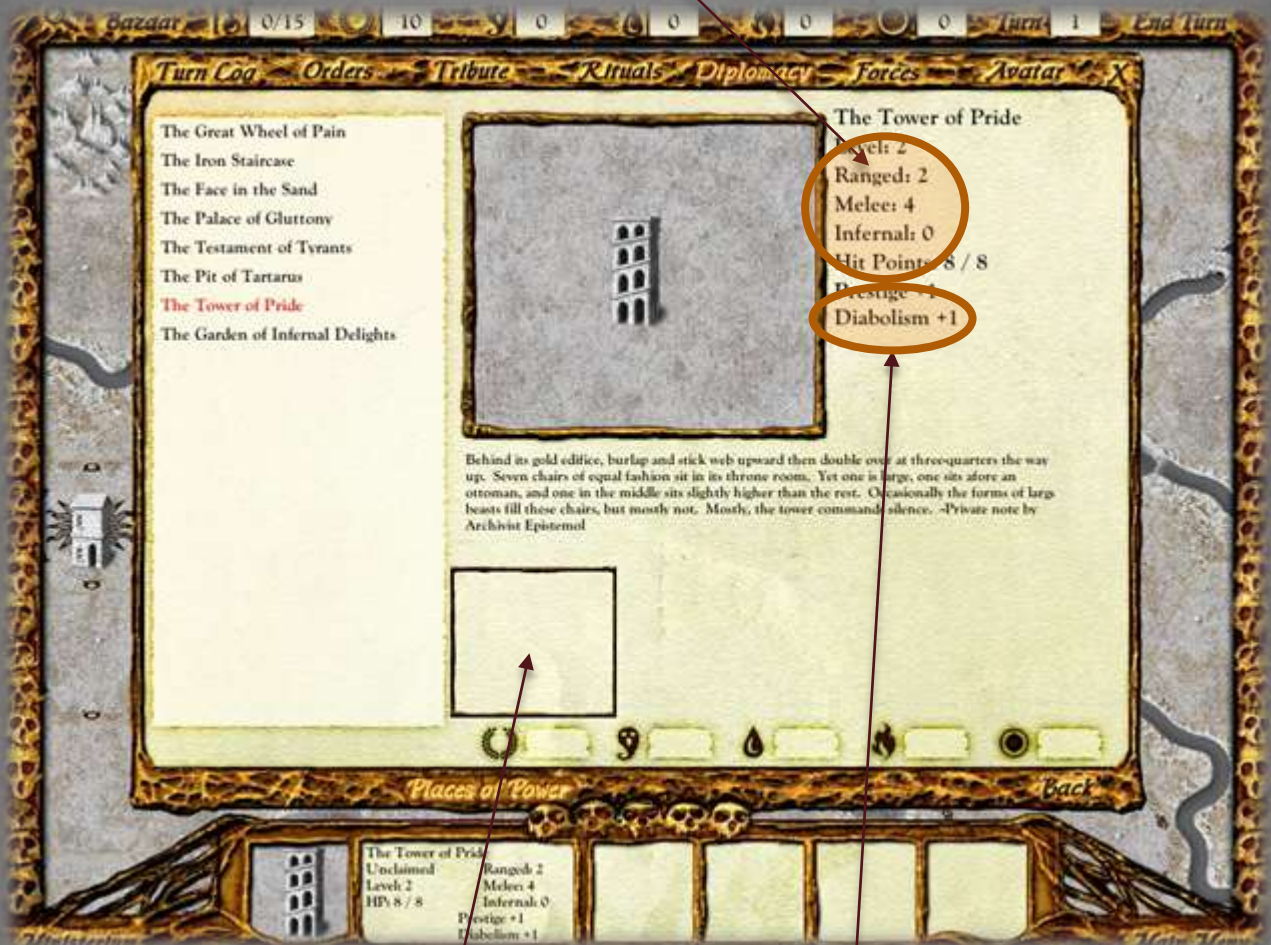 Bazaar 0/15 10 0 0 0 0 Turn 1 End Turn
Turn Log Orders Tribute Rituals Diplomacy Forces Avatar X
The Great Wheel of Pain
The Iron Staircase
The Face in the Sand
The Palace of Gluttony
The Testament of Tyrants
The Pit of Tartarus
The Tower of Pride
The Garden of Infernal Delights
The Tower of Pride
Level: 2
Ranged: 2
Melee: 4
Infernal: 0
Hit Points: 8 / 8
Prestige +1
Diabolism +1
Behind its gold edifice, burlap and stick web upward then double over at three-quarters the way
up. Seven chairs of equal fashion sit in its throne room. Yet one is large, one sits afore an
ottoman, and one in the middle sits slightly higher than the rest. Occasionally the forms of large
beasts fill these chairs, but mostly not. Mostly, the tower commands silence. ~Private note by
Archivist Epistemol
Places of Power Back
The Tower of Pride
Unclaimed Ranged: 2
Level: 2 Melee: 4
HP: 8 / 8 Infernal: 0
Prestige +1
Diabolism +1